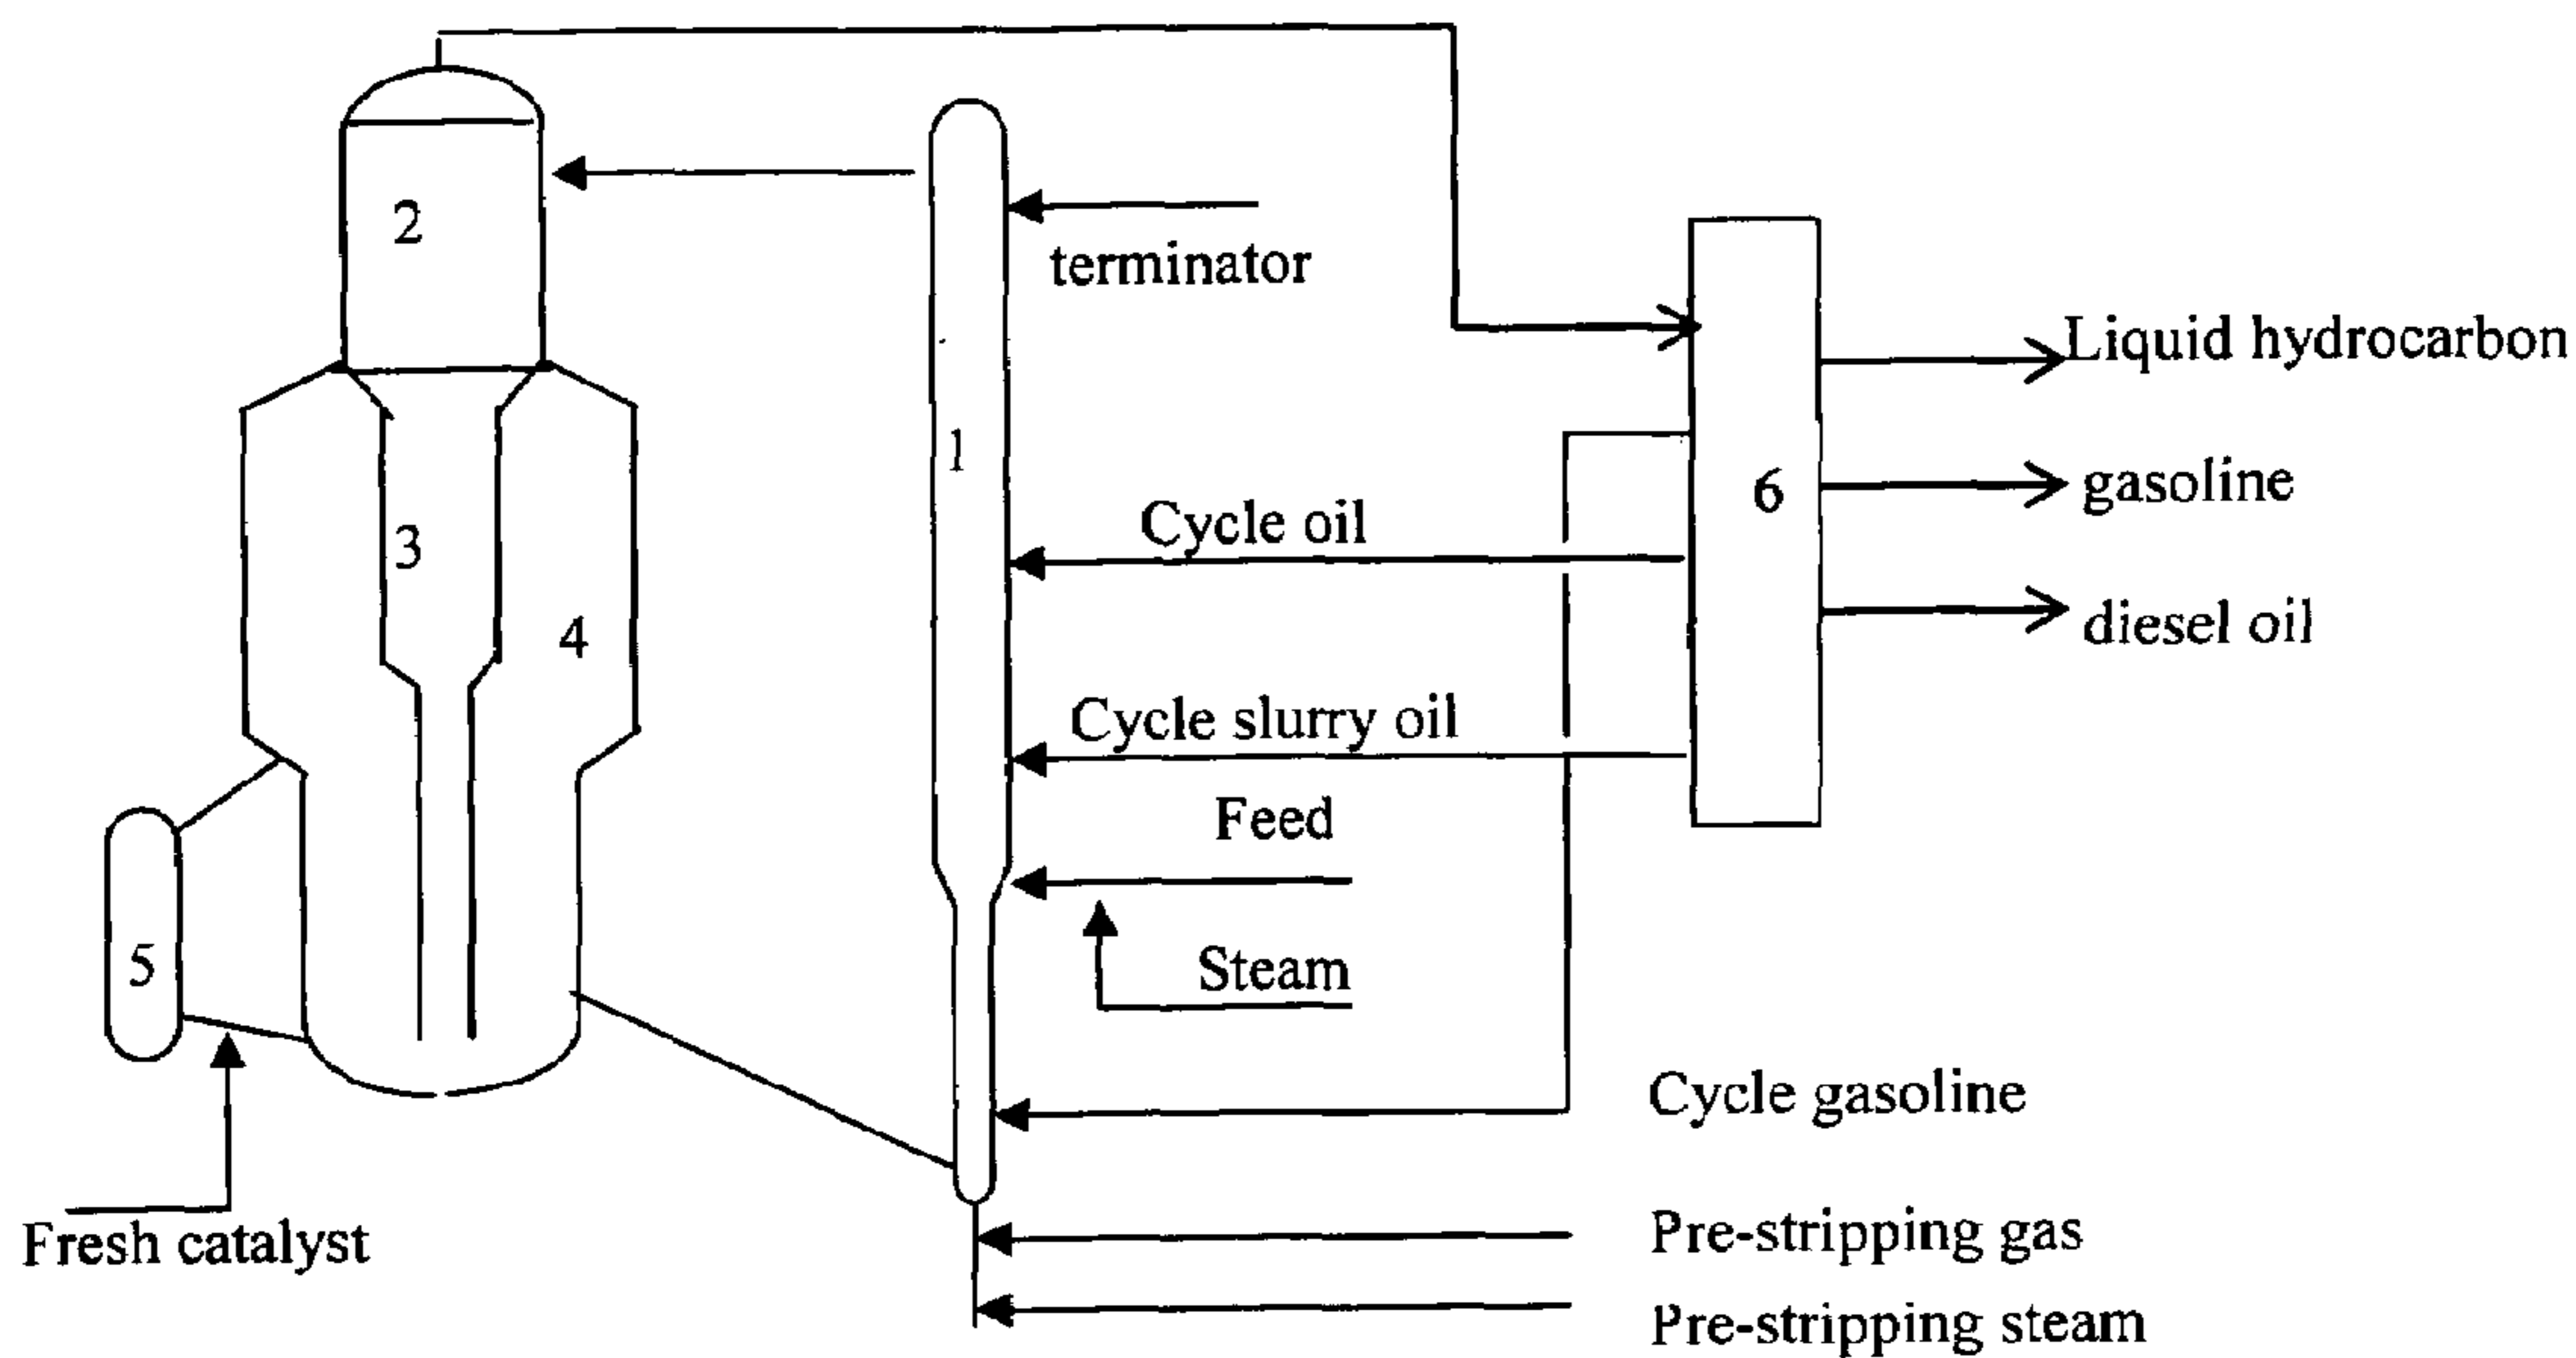 2
terminator
Liquid hydrocarbon
1
6
gasoline
Cycle oil
3
4
diesel oil
Cycle slurry oil
Feed
5
Steam
Cycle gasoline
Fresh catalyst
Pre-stripping gas
Pre-stripping steam